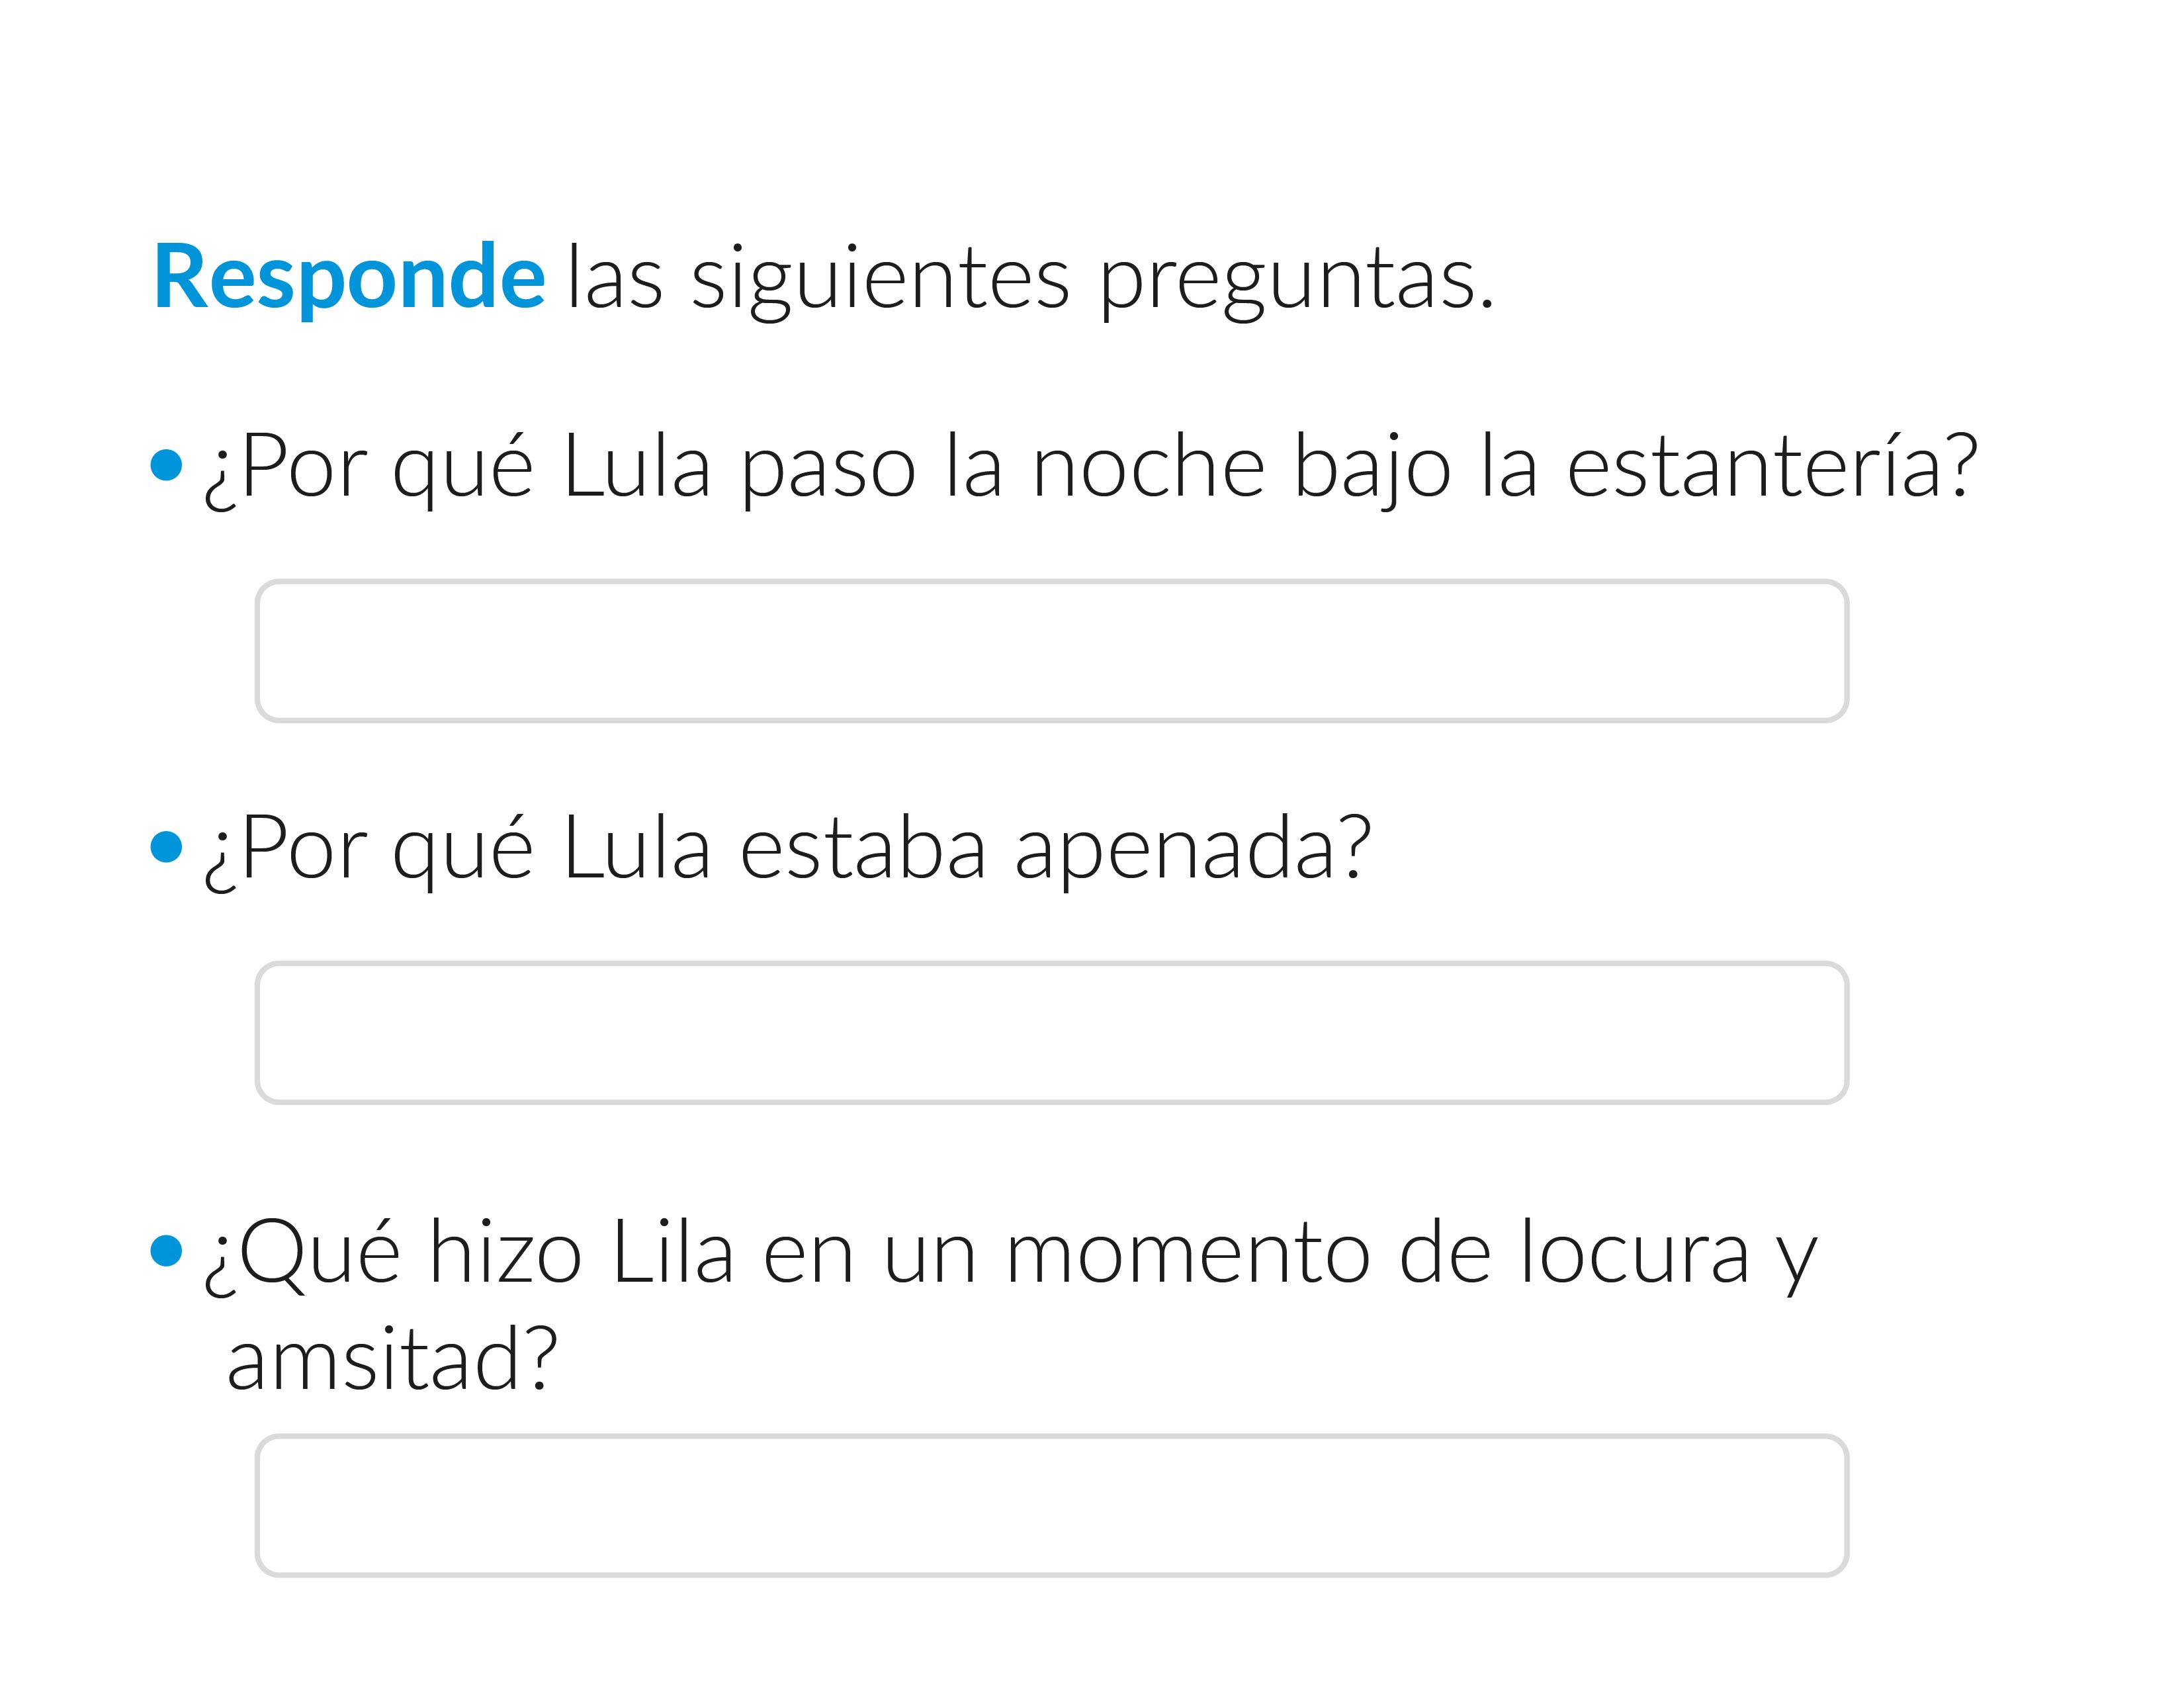 Responde las siguientes preguntas.
• ¿Por qué Lula paso la noche bajo la estantería?
• ¿Por qué Lula estaba apenada?
• ¿Qué hizo Lila en un momento de locura y
amsitad?